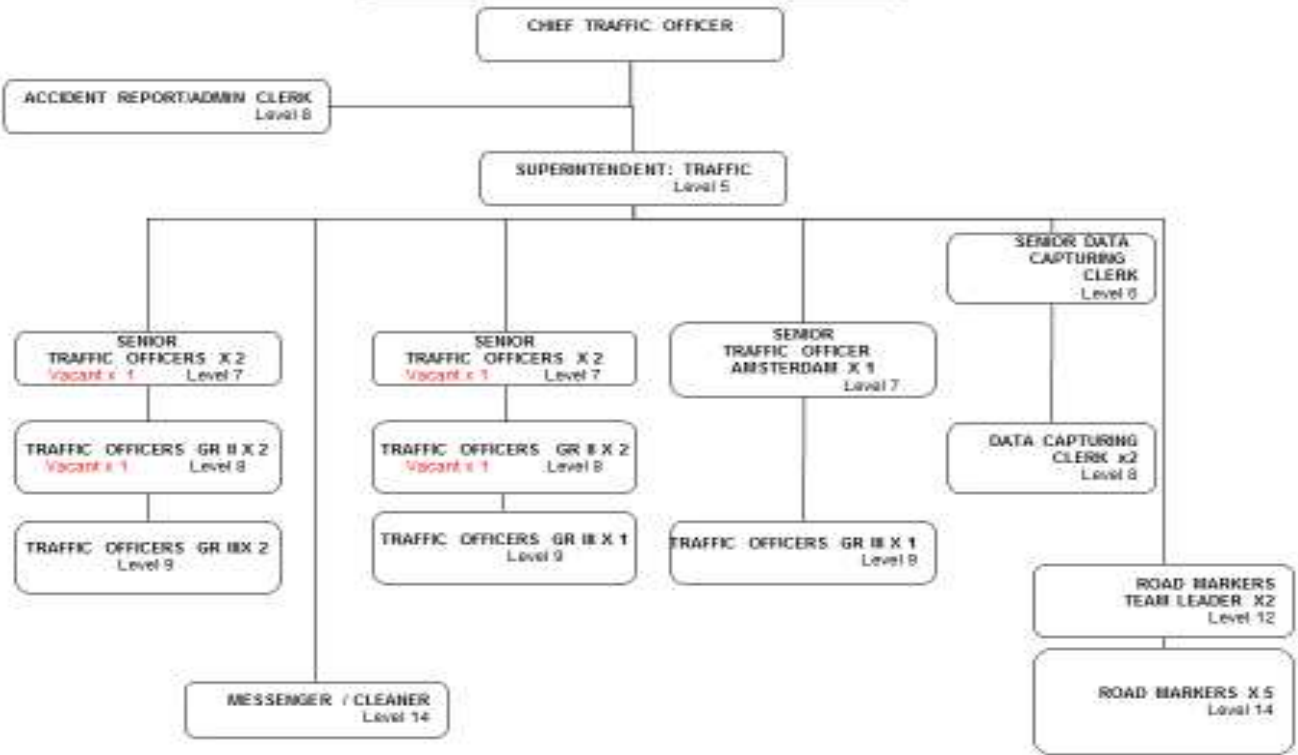 CHIEF TRAFFIC OFFICER
ACCIDENT REPORT/ADMIN CLERK
Level 8
SUPERINTENDENT: TRAFFIC
Level 5
SENIOR DATA
CAPTURING
CLERK
Level 6
SENIOR
TRAFFIC OFFICERS X 2
Vacant x 1 Level 7
SENIOR
TRAFFIC OFFICERS X 2
Vacant x 1 Level 7
SENIOR
TRAFFIC OFFICER
AMSTERDAM X 1
Level 7
TRAFFIC OFFICERS GR II X 2
Vacant x 1 Level 8
TRAFFIC OFFICERS GR II X 2
Vacant x 1 Level 8
DATA CAPTURING
CLERK x2
Level 8
TRAFFIC OFFICERS GR IIIX 2
Level 9
TRAFFIC OFFICERS GR III X 1
Level 9
TRAFFIC OFFICERS GR III X 1
Level 9
ROAD MARKERS
TEAM LEADER X2
Level 12
MESSENGER / CLEANER
Level 14
ROAD MARKERS X 5
Level 14